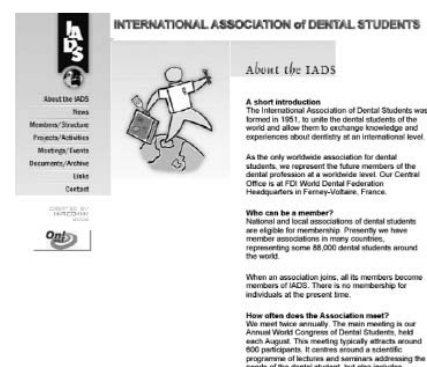 IADS
INTERNATIONAL ASSOCIATION of DENTAL STUDENTS
About the IADS
News
Members/Structure
Projects/Activities
Meetings/Events
Documents/Archive
Links
Contact
About the IADS
A short introduction
The International Association of Dental Students was
formed in 1951, to unite the dental students of the
world and allow them to exchange knowledge and
experiences about dentistry at an international level.
As the only worldwide association for dental
students, we represent the future members of the
dental profession at a worldwide level. Our Central
Office is at FDI World Dental Federation
Headquarters in Ferney-Voltaire, France.
Who can be a member?
National and local associations of dental students
are eligible for membership. Presently we have
member associations in many countries,
representing some 88,000 dental students around
the world.
When an association joins, all its members become
members of IADS. There is no membership for
individuals at the present time.
How often does the Association meet?
We meet twice annually. The main meeting is our
Annual World Congress of Dental Students, held
each August. This meeting typically attracts around
600 participants. It centres around a scientific
programme of lectures and seminars addressing the
needs of the dental student, but also includes